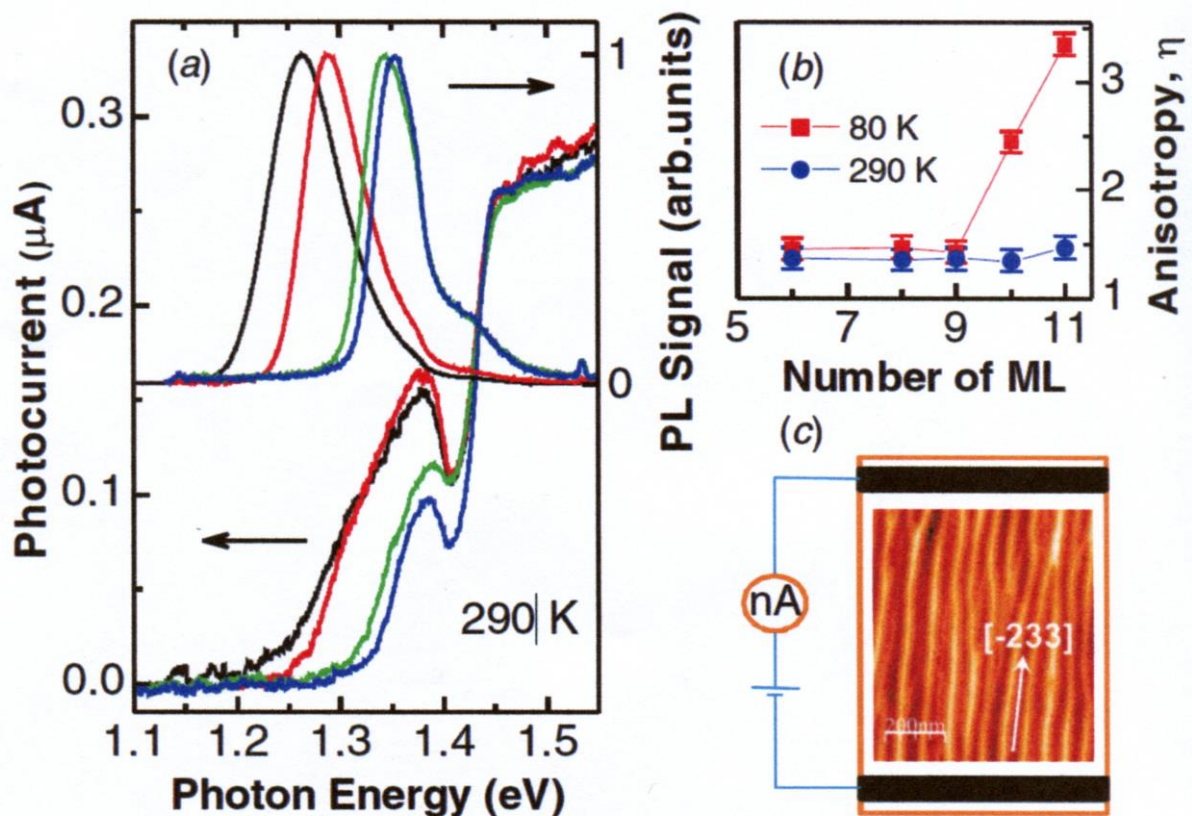 (a)
Photocurrent (μA)
0.3
0.2
0.1
0.0
1.1 1.2 1.3 1.4 1.5
Photon Energy (eV)
290 K
1
0
PL Signal (arb.units)
(b)
80 K
290 K
3
2
1
Anisotropy, η
5 7 9 11
Number of ML
(c)
nA
[-233]
200nm